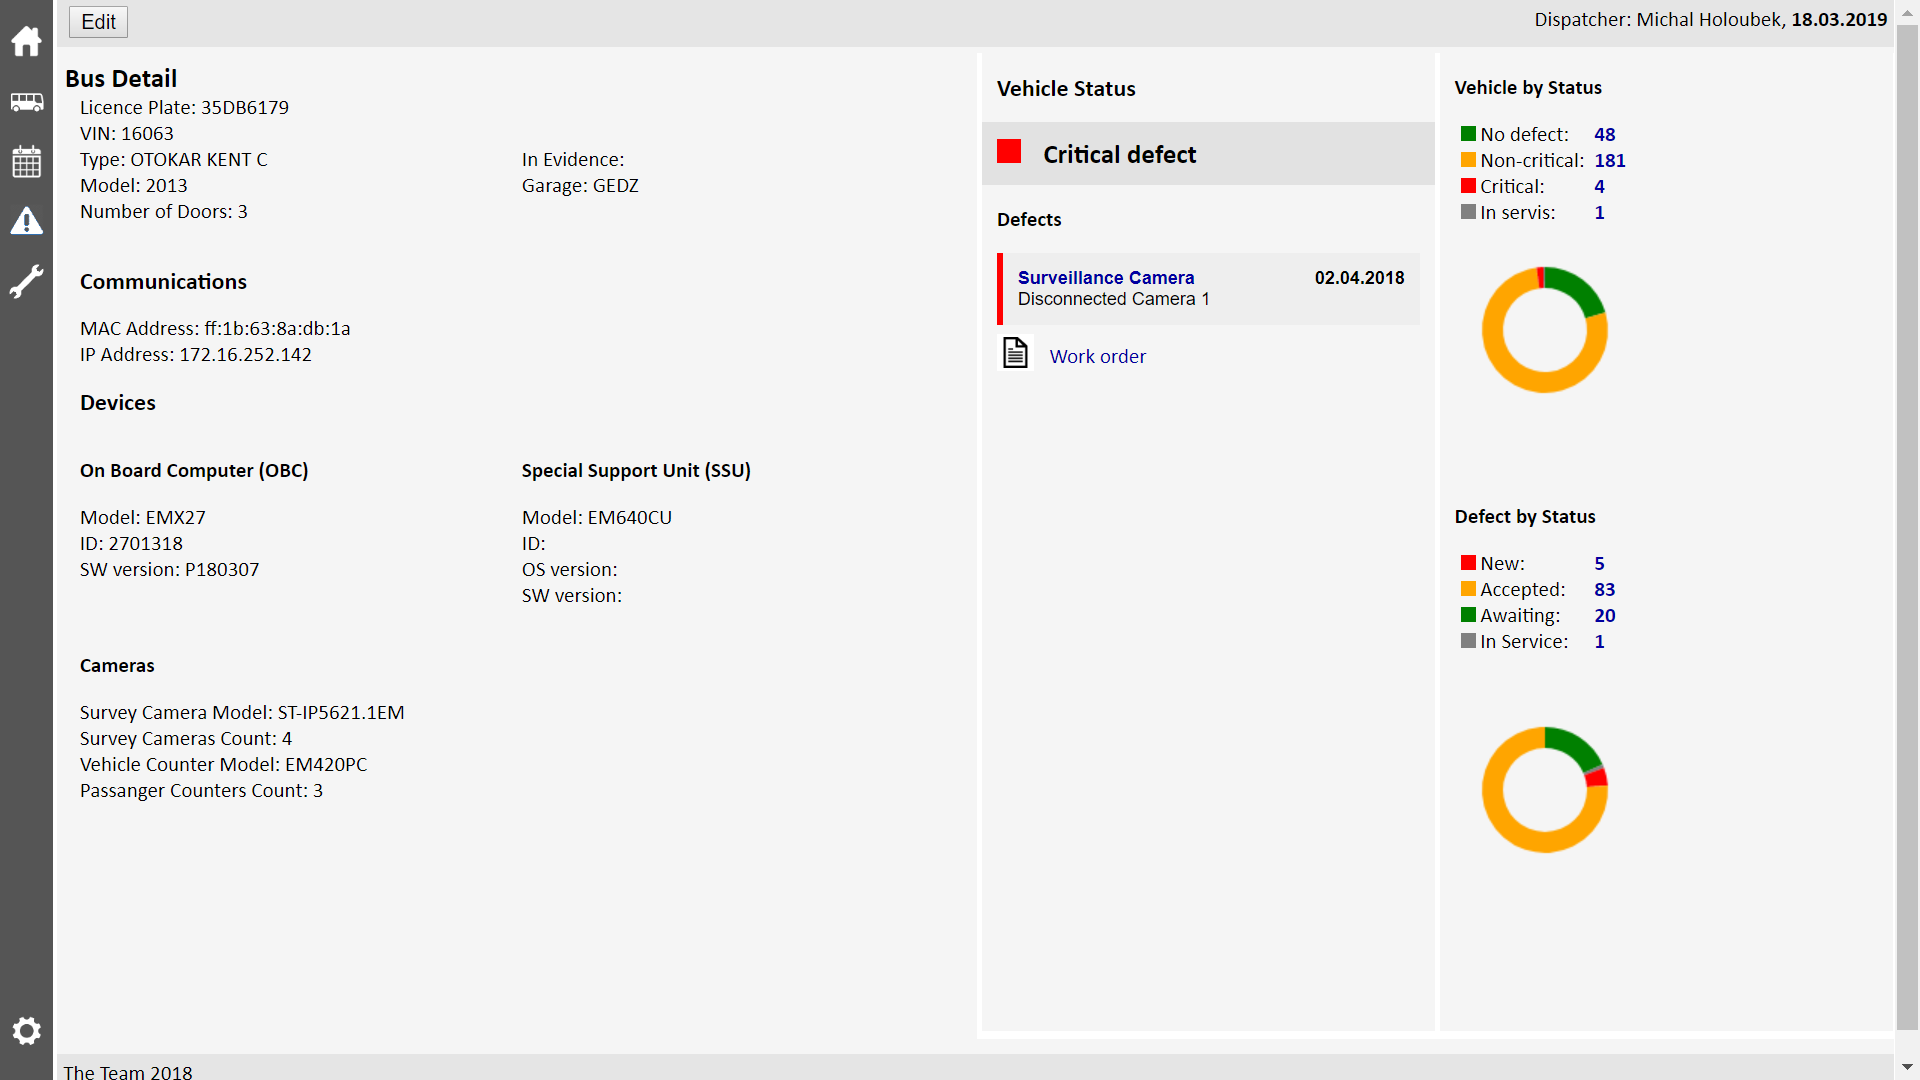 Edit
Dispatcher: Michal Holoubek, 18.03.2019
Bus Detail
Licence Plate: 35DB6179
VIN: 16063
Type: OTOKAR KENT C
In Evidence:
Model: 2013
Garage: GEDZ
Number of Doors: 3
Communications
MAC Address: ff:1b:63:8a:db:1a
IP Address: 172.16.252.142
Devices
On Board Computer (OBC)
Model: EMX27
ID: 2701318
SW version: P180307
Special Support Unit (SSU)
Model: EM640CU
ID:
OS version:
SW version:
Cameras
Survey Camera Model: ST-IP5621.1EM
Survey Cameras Count: 4
Vehicle Counter Model: EM420PC
Passanger Counters Count: 3
Vehicle Status
Critical defect
Defects
Surveillance Camera 02.04.2018
Disconnected Camera 1
Work order
Vehicle by Status
No defect: 48
Non-critical: 181
Critical: 4
In servis: 1
Defect by Status
New: 5
Accepted: 83
Awaiting: 20
In Service: 1
The Team 2018